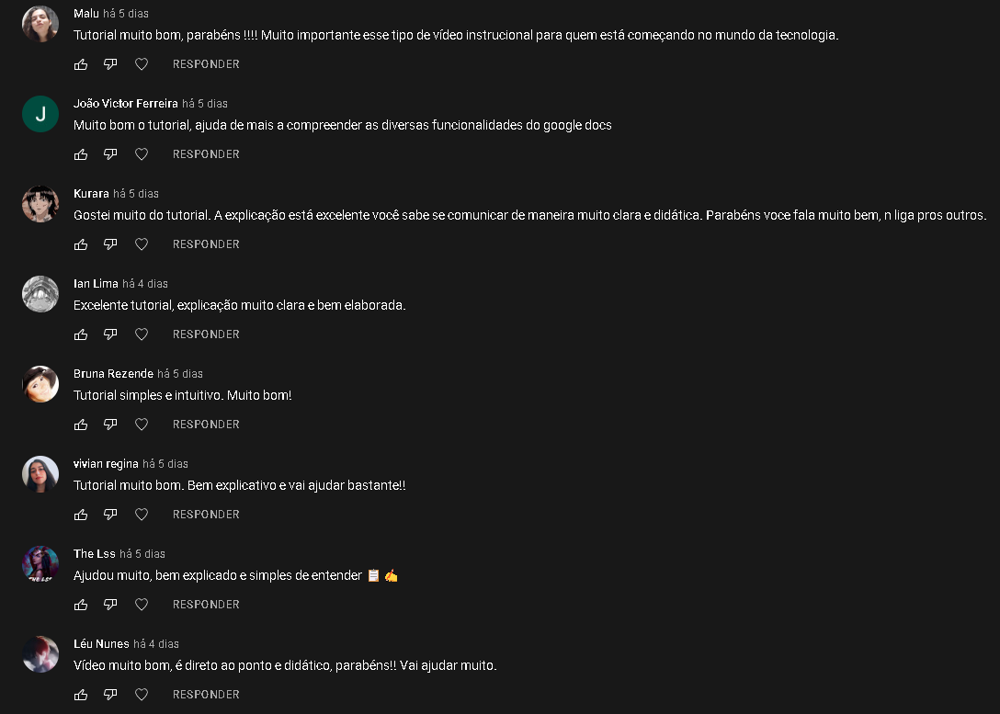 Malu há 5 dias
Tutorial muito bom, parabéns !!!! Muito importante esse tipo de vídeo instrucional para quem está começando no mundo da tecnologia.
RESPONDER
João Victor Ferreira há 5 dias
J
Muito bom o tutorial, ajuda de mais a compreender as diversas funcionalidades do google docs
RESPONDER
Kurara há 5 dias
Gostei muito do tutorial. A explicação está excelente você sabe se comunicar de maneira muito clara e didática. Parabéns voce fala muito bem, n liga pros outros.
RESPONDER
Ian Lima há 4 dias
Excelente tutorial, explicação muito clara e bem elaborada.
RESPONDER
Bruna Rezende há 5 dias
Tutorial simples e intuitivo. Muito bom!
RESPONDER
vivian regina há 5 dias
Tutorial muito bom. Bem explicativo e vai ajudar bastante!!
RESPONDER
The Lss há 5 dias
Ajudou muito, bem explicado e simples de entender 📋 ✍️
THE LSS
RESPONDER
Léu Nunes há 4 dias
Vídeo muito bom, é direto ao ponto e didático, parabéns!! Vai ajudar muito.
RESPONDER